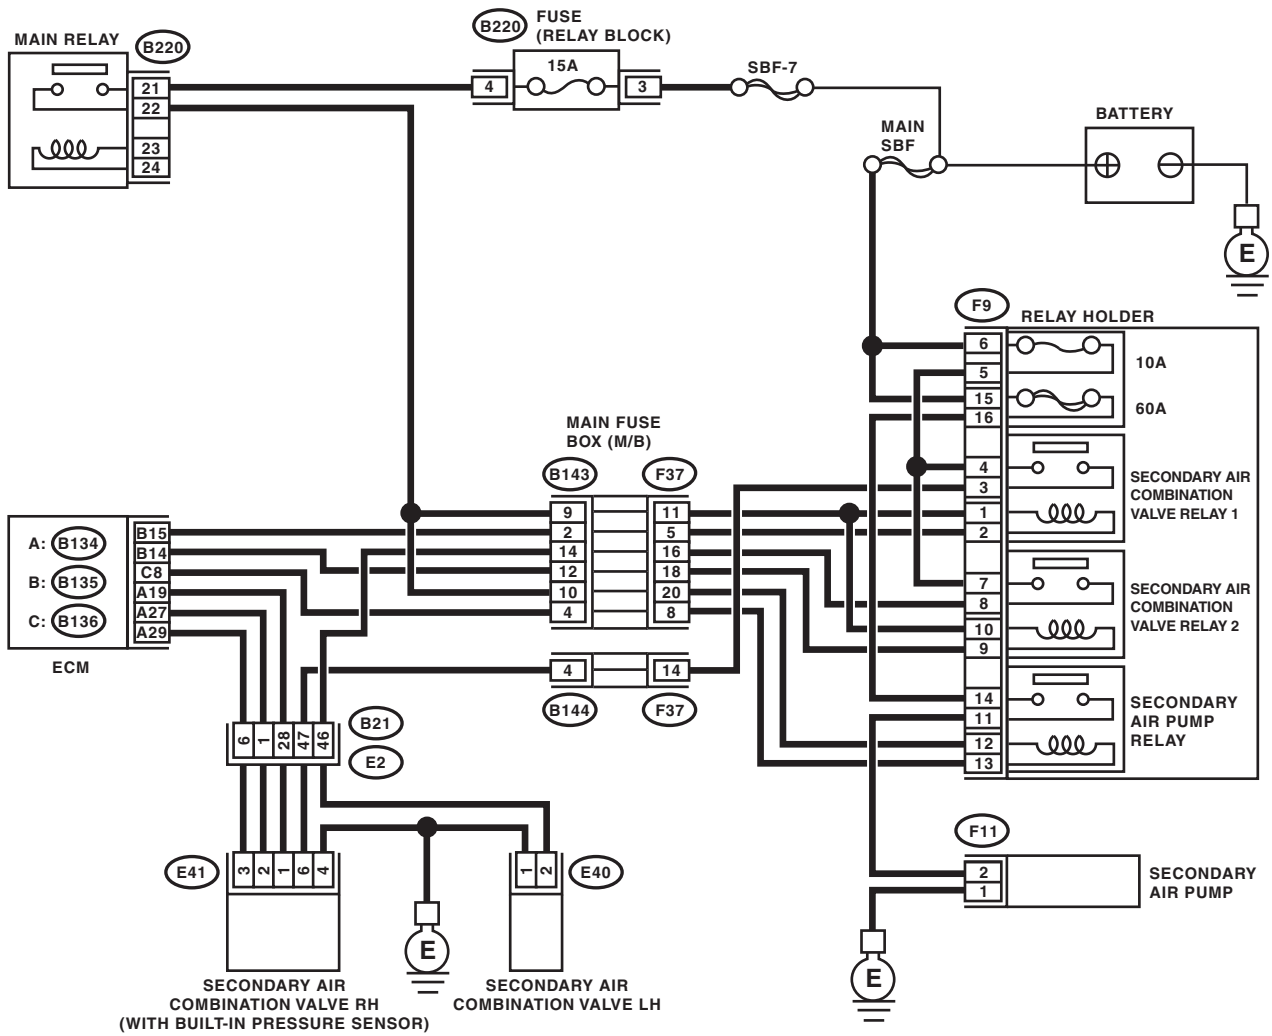 MAIN RELAY
B220
21
22
23
24
B220
FUSE
(RELAY BLOCK)
15A
4
3
SBF-7
MAIN
SBF
BATTERY
E
F9
RELAY HOLDER
6
5
15
16
4
3
1
2
7
8
10
9
14
11
12
13
10A
60A
SECONDARY AIR
COMBINATION
VALVE RELAY 1
SECONDARY AIR
COMBINATION
VALVE RELAY 2
SECONDARY
AIR PUMP
RELAY
MAIN FUSE
BOX (M/B)
B143
F37
9
2
14
12
10
4
11
5
16
18
20
8
4
14
B144
F37
A: B134
B: B135
C: B136
ECM
B15
B14
C8
A19
A27
A29
6
1
28
47
46
B21
E2
E41
3
2
1
6
4
SECONDARY AIR
COMBINATION VALVE RH
(WITH BUILT-IN PRESSURE SENSOR)
E
1
2
E40
SECONDARY AIR
COMBINATION VALVE LH
F11
2
1
SECONDARY
AIR PUMP
E